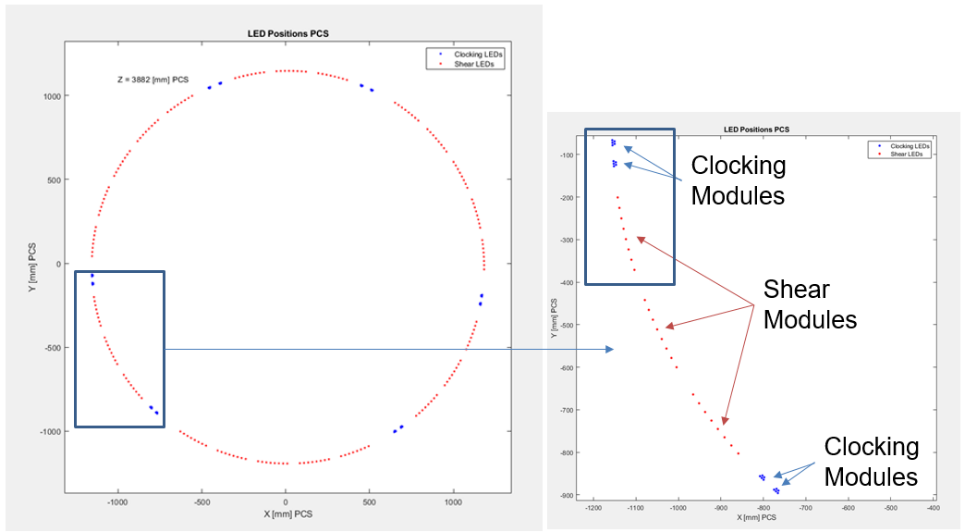 LED Positions PCS
Clocking LEDs
Shear LEDs
Z = 3882 [mm] PCS
1000
500
0
-500
-1000
Y [mm] PCS
-1000
-500
0
500
1000
X [mm] PCS
LED Positions PCS
Clocking LEDs
Shear LEDs
Clocking
Modules
Shear
Modules
Clocking
Modules
-100
-200
-300
-400
-500
-600
-700
-800
-900
Y [mm] PCS
-1200
-1100
-1000
-900
-800
-700
-600
-500
-400
X [mm] PCS